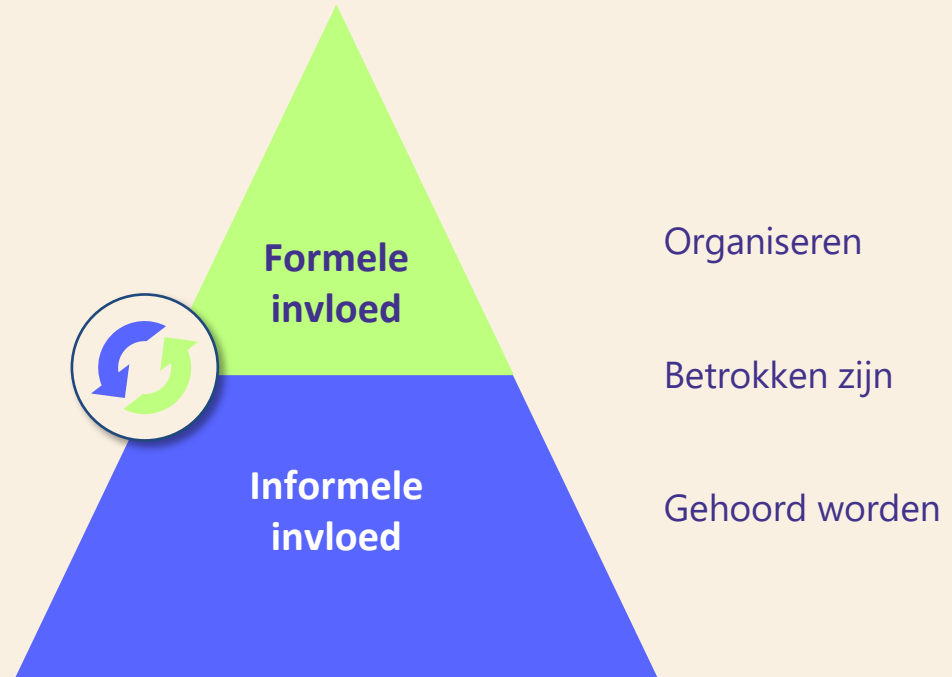 Formele
invloed
Organiseren
Betrokken zijn
Informele
invloed
Gehoord worden